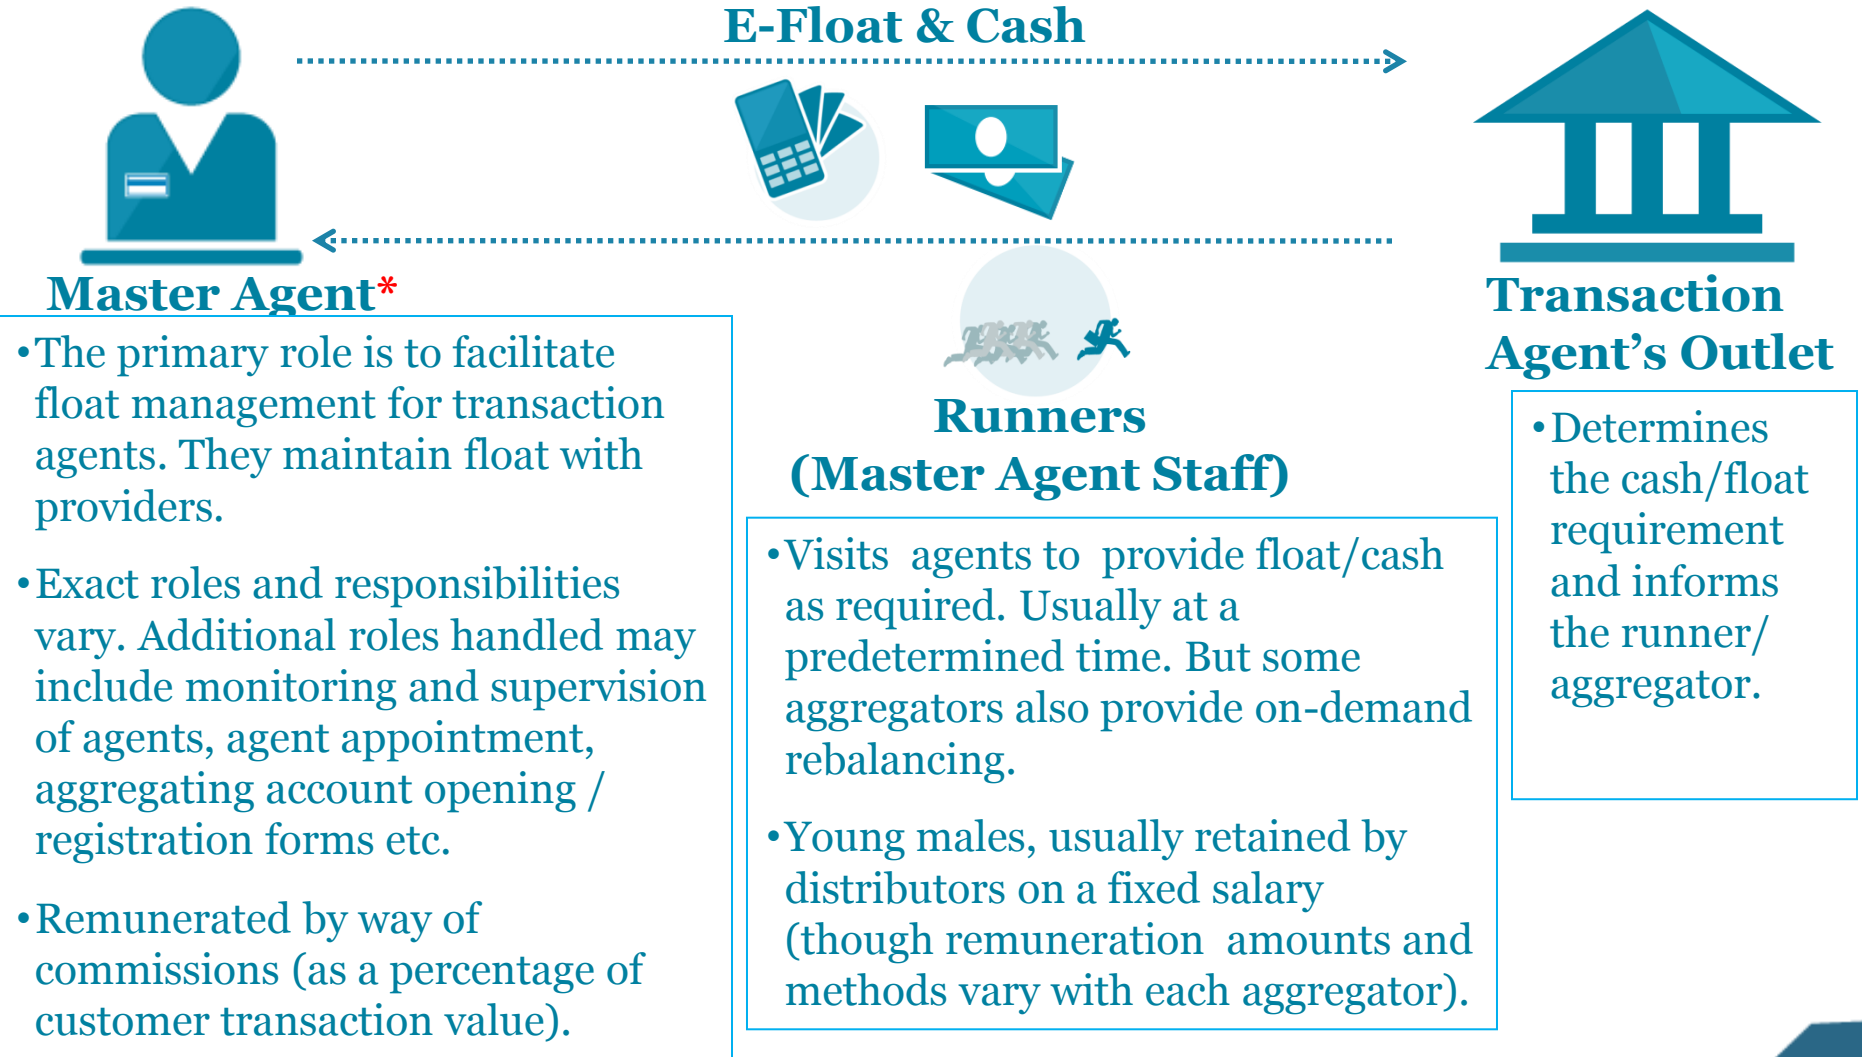 E-Float & Cash
Master Agent*
•The primary role is to facilitate
float management for transaction
agents. They maintain float with
providers.
•Exact roles and responsibilities
vary. Additional roles handled may
include monitoring and supervision
of agents, agent appointment,
aggregating account opening /
registration forms etc.
•Remunerated by way of
commissions (as a percentage of
customer transaction value).
Runners
(Master Agent Staff)
•Visits agents to provide float/cash
as required. Usually at a
predetermined time. But some
aggregators also provide on-demand
rebalancing.
•Young males, usually retained by
distributors on a fixed salary
(though remuneration amounts and
methods vary with each aggregator).
Transaction
Agent’s Outlet
•Determines
the cash/float
requirement
and informs
the runner/
aggregator.